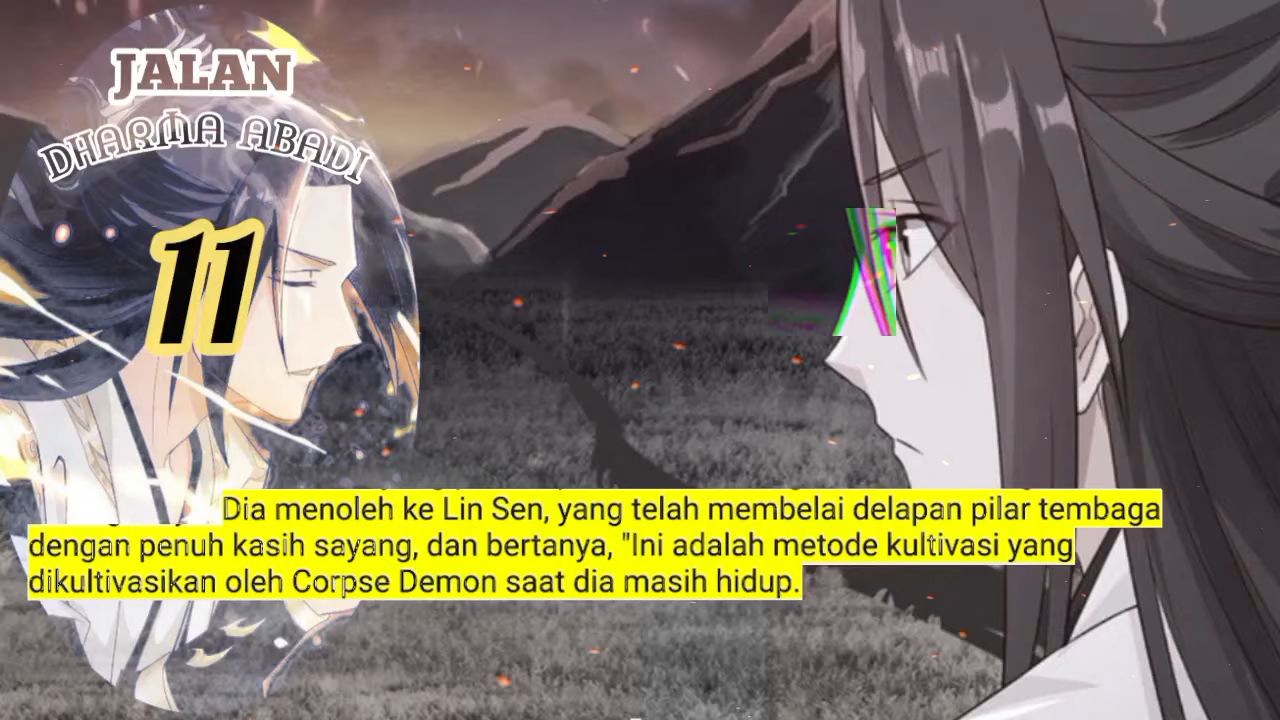 JALAN
DHARMA ABADI
11
Dia menoleh ke Lin Sen, yang telah membelai delapan pilar tembaga
dengan penuh kasih sayang, dan bertanya, "Ini adalah metode kultivasi yang
dikultivasikan oleh Corpse Demon saat dia masih hidup.